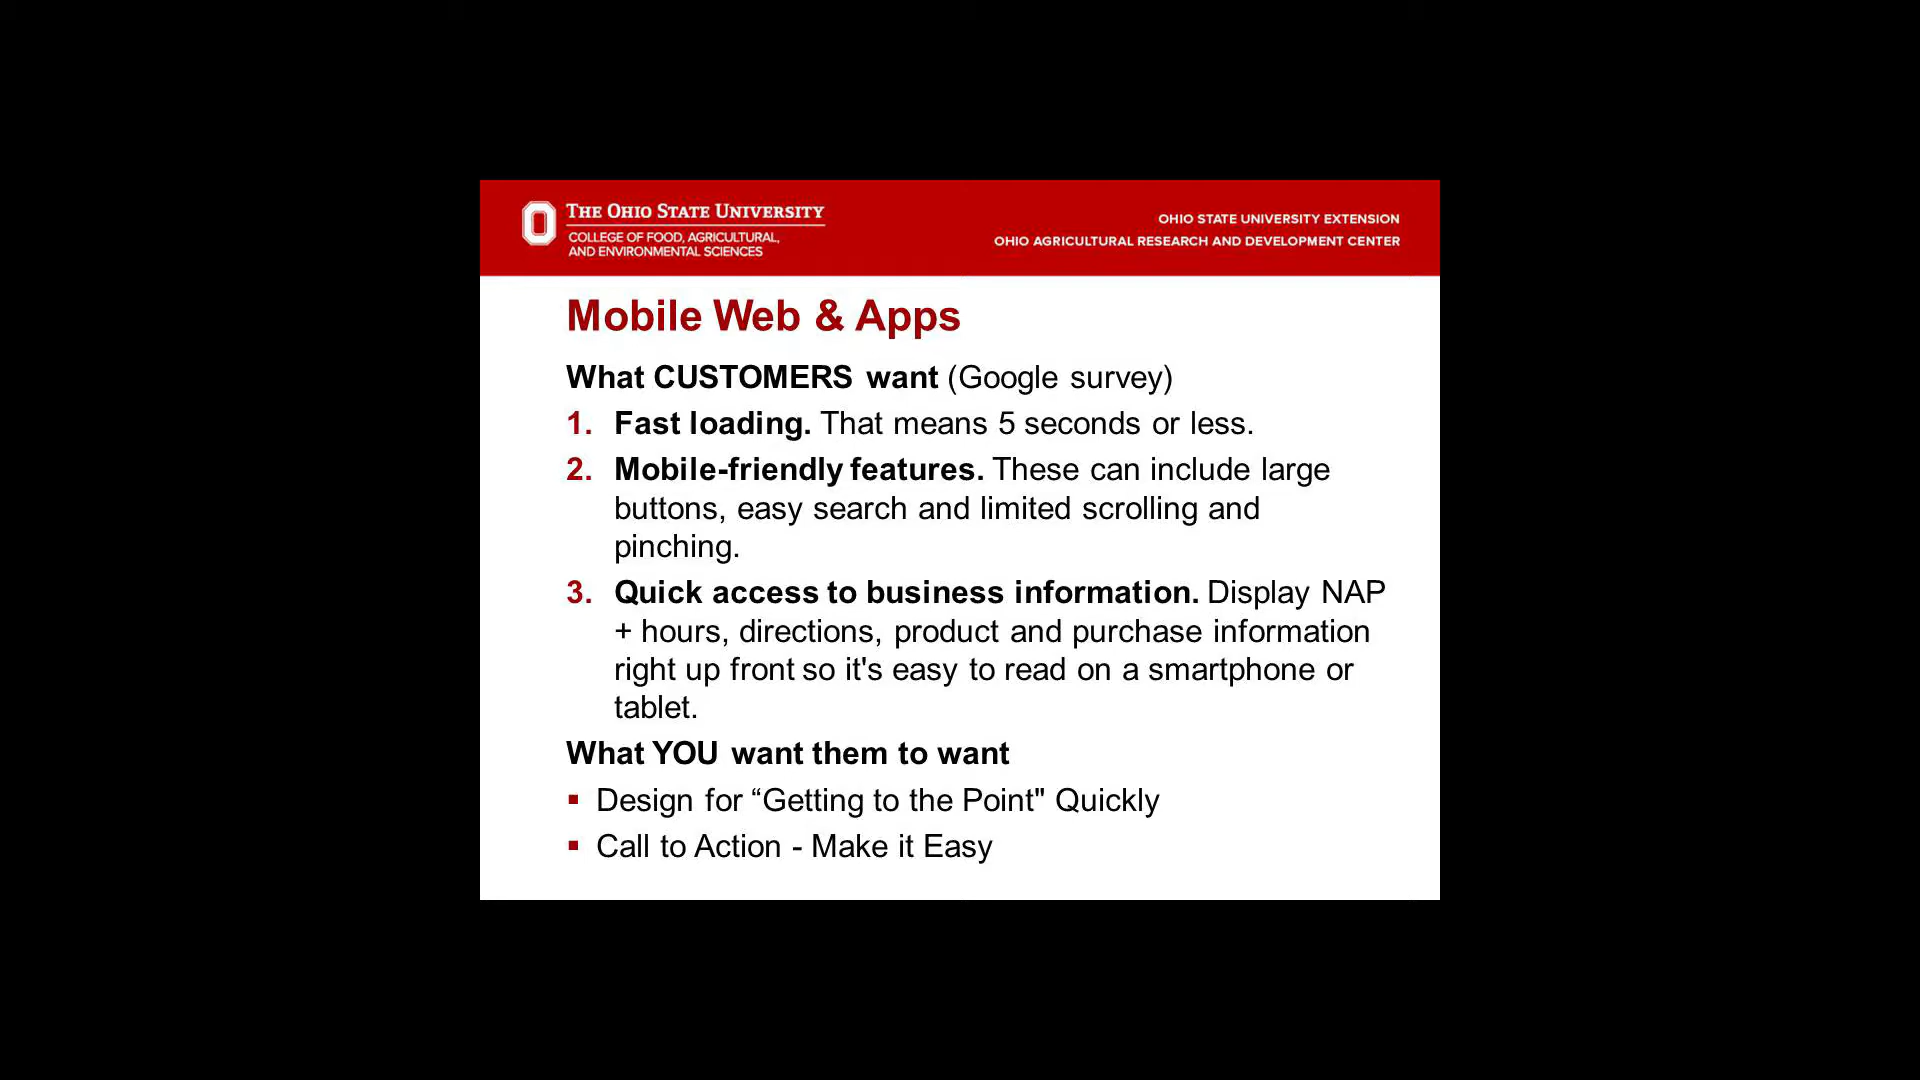 THE OHIO STATE UNIVERSITY
COLLEGE OF FOOD, AGRICULTURAL,
AND ENVIRONMENTAL SCIENCES
OHIO STATE UNIVERSITY EXTENSION
OHIO AGRICULTURAL RESEARCH AND DEVELOPMENT CENTER
Mobile Web & Apps
What CUSTOMERS want (Google survey)
1. Fast loading. That means 5 seconds or less.
2. Mobile-friendly features. These can include large
buttons, easy search and limited scrolling and
pinching.
3. Quick access to business information. Display NAP
+ hours, directions, product and purchase information
right up front so it's easy to read on a smartphone or
tablet.
What YOU want them to want
▪ Design for “Getting to the Point" Quickly
▪ Call to Action - Make it Easy